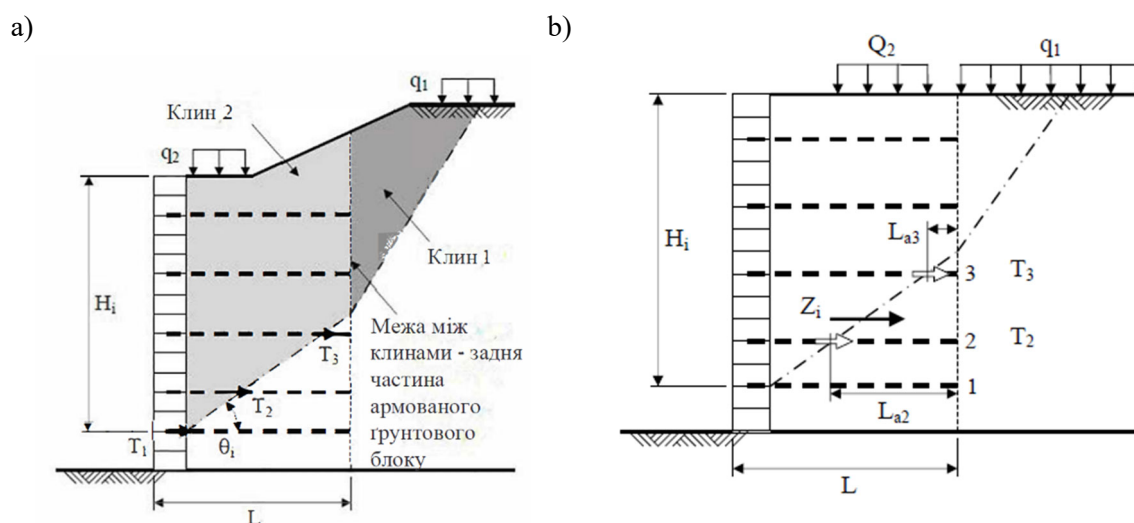 a)
q₁
Клин 2
q₂
Клин 1
Hᵢ
Межа між
клинами - задня
частина
армованого
ґрунтового
блоку
T₃
T₂
T₁
θᵢ
L
b)
Q₂
q₁
Lₐ₃
Hᵢ
3 T₃
Zᵢ
2 T₂
1
Lₐ₂
L